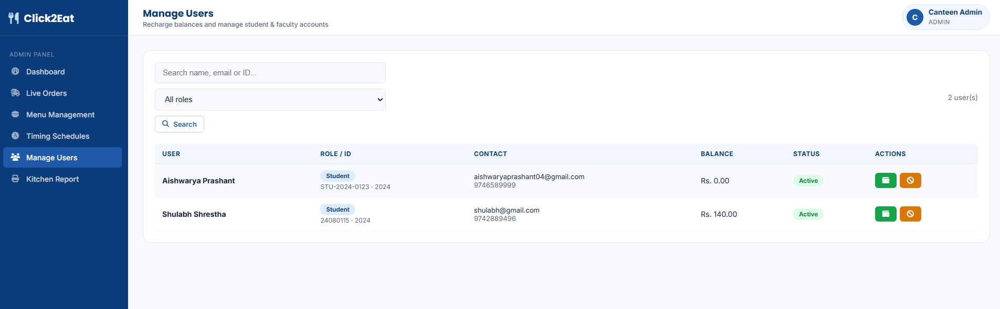 Click2Eat
Manage Users
Recharge balances and manage student & faculty accounts
C
Canteen Admin
ADMIN
ADMIN PANEL
Dashboard
Live Orders
Menu Management
Timing Schedules
Manage Users
Kitchen Report
Search name, email or ID...
All roles
Search
2 user(s)
USER ROLE / ID CONTACT BALANCE STATUS ACTIONS
Aishwarya Prashant Student aishwaryaprashant04@gmail.com Rs. 0.00 Active
STU-2024-0123 · 2024 9746589999
Shulabh Shrestha Student shulabh@gmail.com Rs. 140.00 Active
24080115 · 2024 9742889496